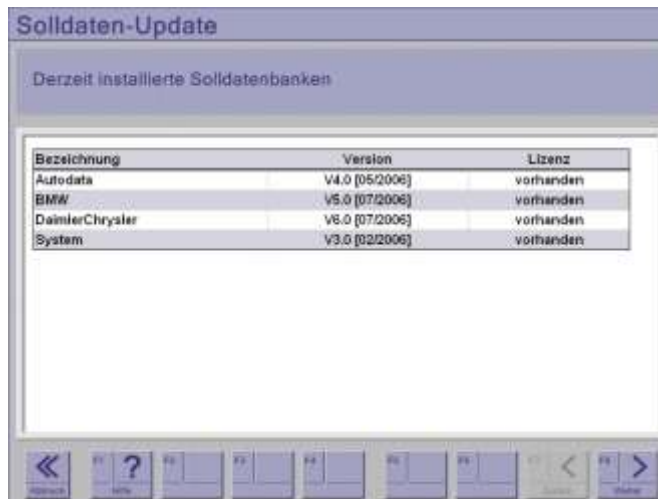 Solldaten-Update
Derzeit installierte Solldatenbanken
Bezeichnung Version Lizenz
Autodata V4.0 [05/2006] vorhanden
BMW V5.0 [07/2006] vorhanden
DaimlerChrysler V6.0 [07/2006] vorhanden
System V3.0 [02/2006] vorhanden
?